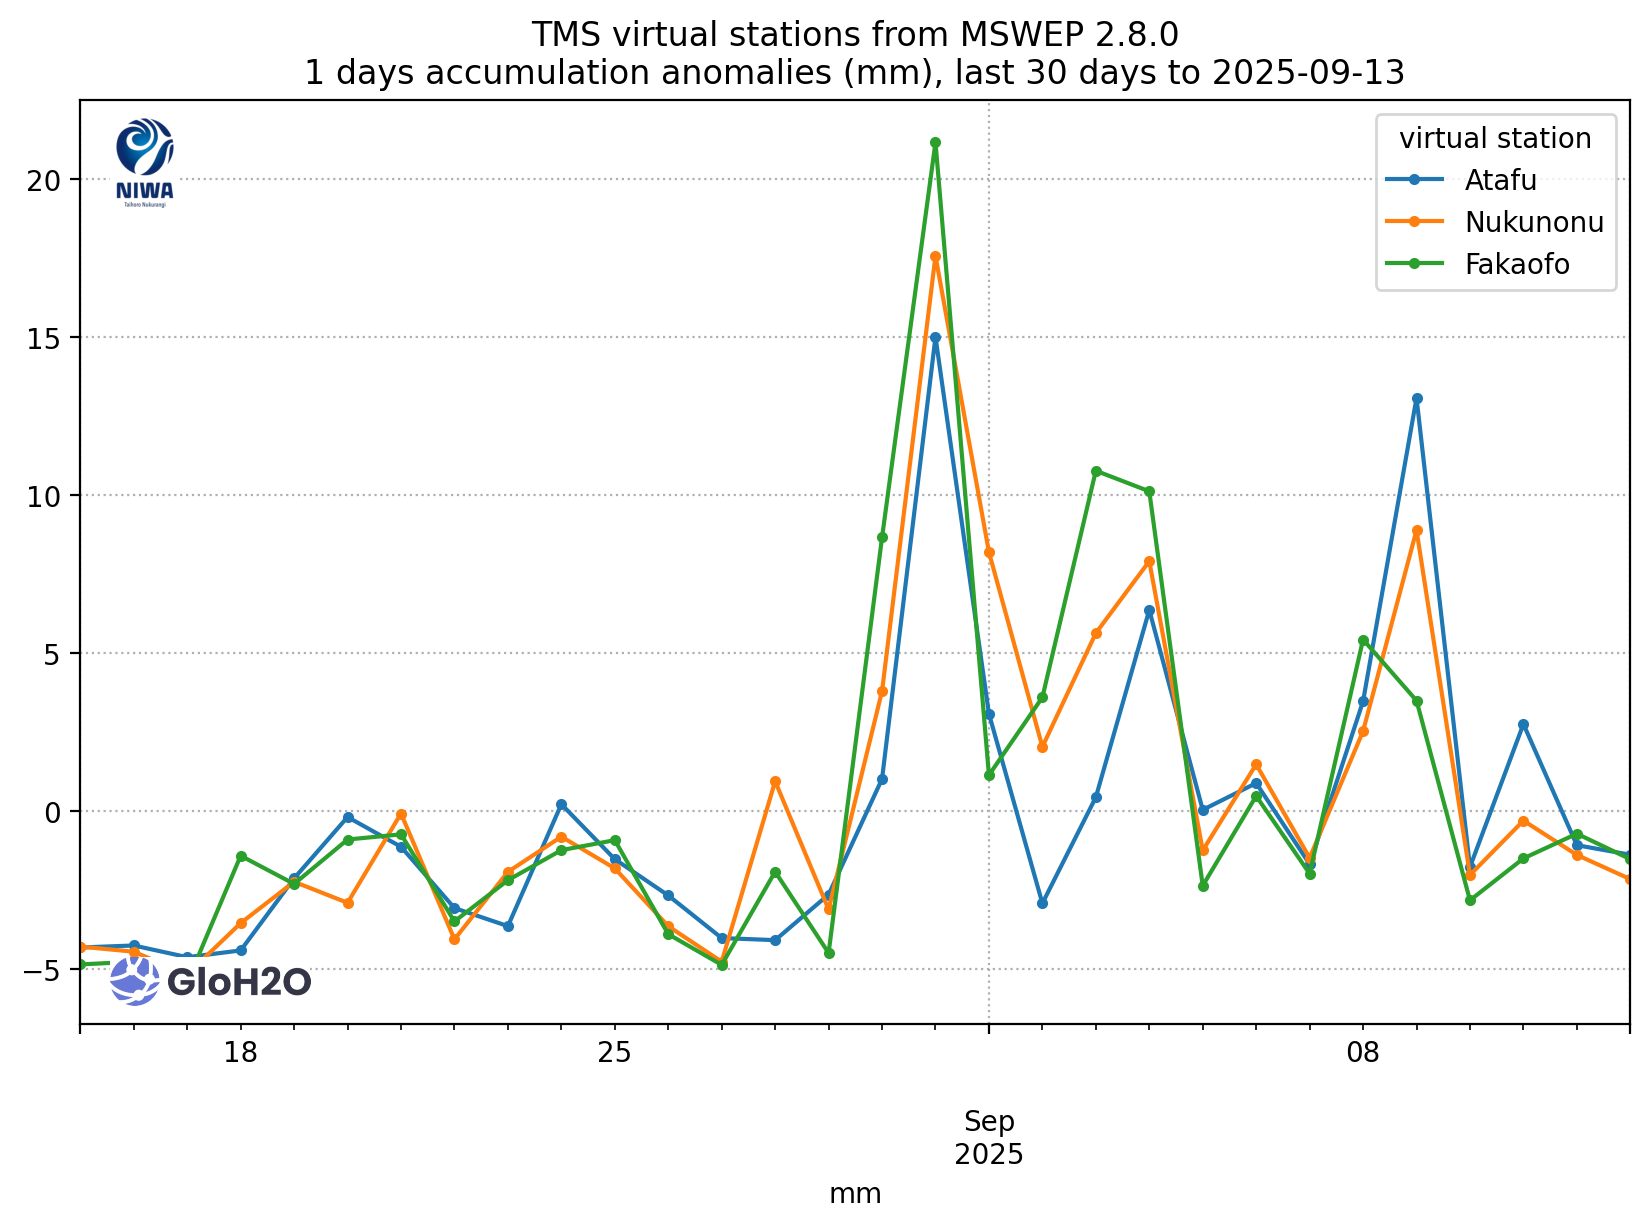 TMS virtual stations from MSWEP 2.8.0
1 days accumulation anomalies (mm), last 30 days to 2025-09-13
NIWA
Taihoro Nukurangi
virtual station
Atafu
Nukunonu
Fakaofo
20
15
10
5
0
−5
GloH2O
18
25
08
Sep
2025
mm